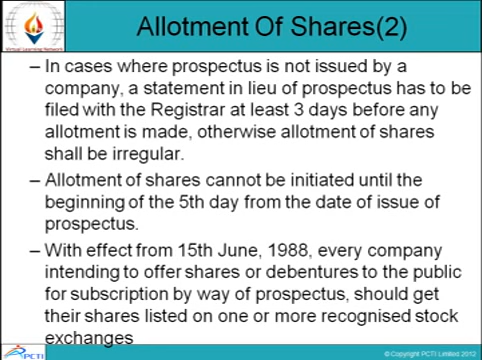 Virtual Learning Network
Allotment Of Shares(2)
– In cases where prospectus is not issued by a
company, a statement in lieu of prospectus has to be
filed with the Registrar at least 3 days before any
allotment is made, otherwise allotment of shares
shall be irregular.
– Allotment of shares cannot be initiated until the
beginning of the 5th day from the date of issue of
prospectus.
– With effect from 15th June, 1988, every company
intending to offer shares or debentures to the public
for subscription by way of prospectus, should get
their shares listed on one or more recognised stock
exchanges
PCTI
© Copyright PCTI Limited 2012